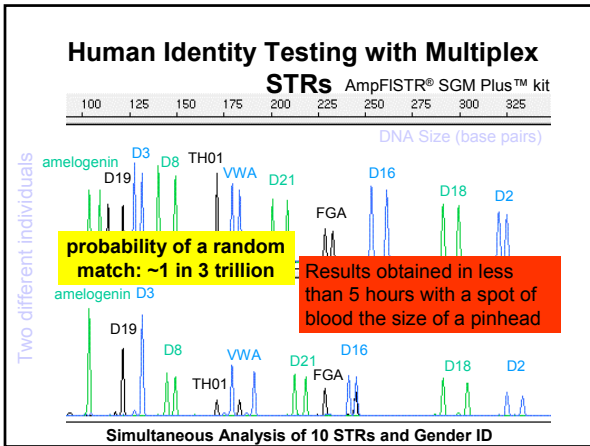 Human Identity Testing with Multiplex
STRs AmpFlSTR® SGM Plus™ kit
100 125 150 175 200 225 250 275 300 325
DNA Size (base pairs)
Two different individuals
amelogenin D19 D3 D8 TH01 VWA D21 FGA D16 D18 D2
probability of a random
match: ~1 in 3 trillion
Results obtained in less
than 5 hours with a spot of
blood the size of a pinhead
amelogenin D19 D3 D8 TH01 VWA D21 FGA D16 D18 D2
Simultaneous Analysis of 10 STRs and Gender ID